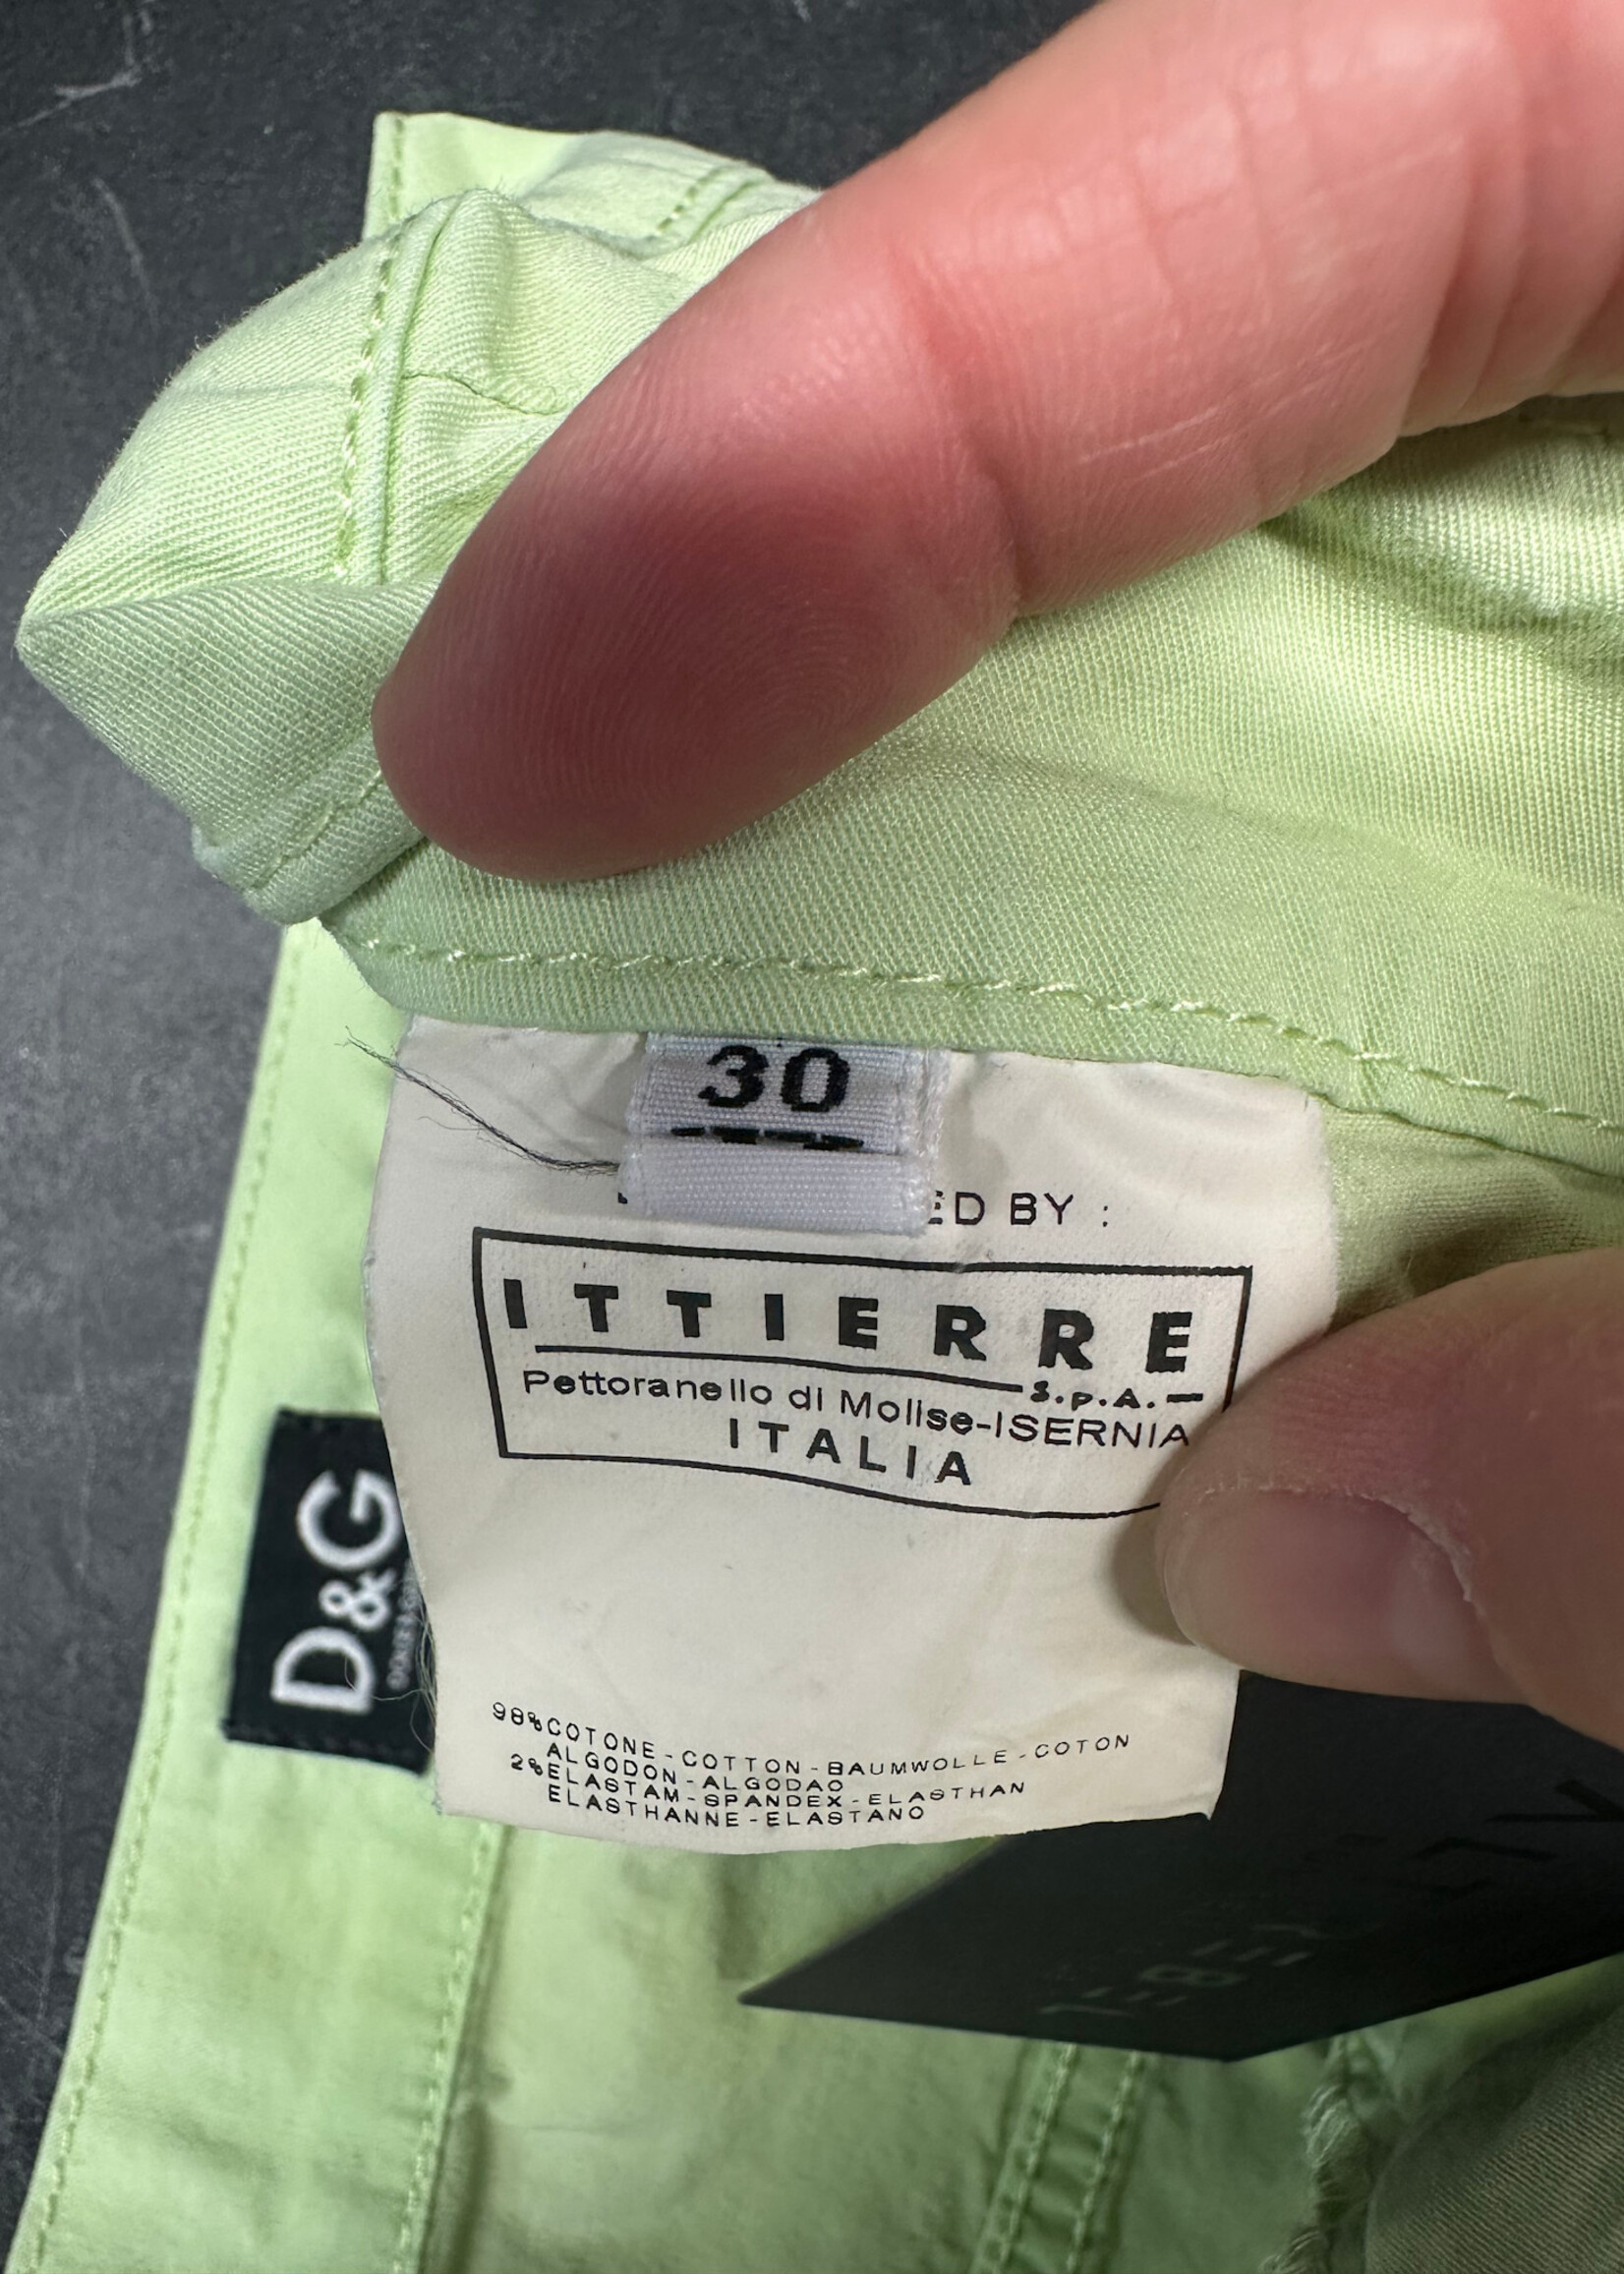 30
ED BY :
ITTIERRE
S.p.A.
Pettoranello di Molise-ISERNIA
ITALIA
D&G
98%COTONE-COTTON-BAUMWOLLE-COTON
ALGODON-ALGODAO
2%ELASTAM-SPANDEX-ELASTHAN
ELASTHANNE-ELASTANO